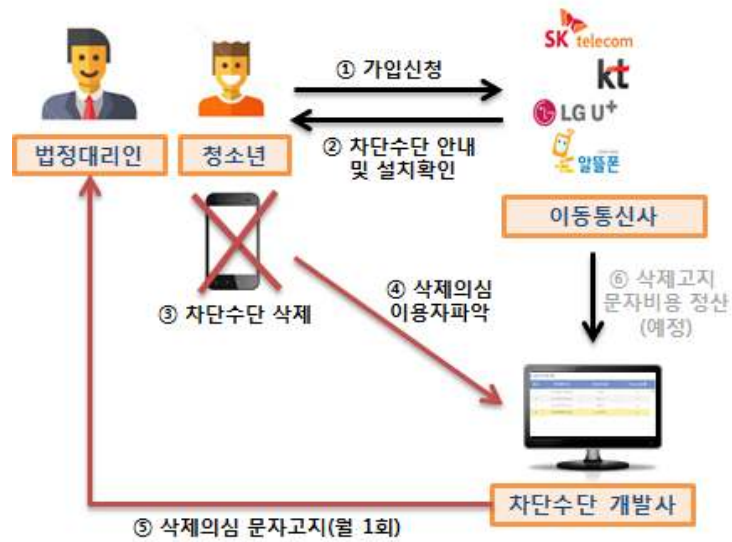 SK telecom
kt
LG U+
알뜰폰
① 가입신청
② 차단수단 안내
및 설치확인
법정대리인
청소년
이동통신사
③ 차단수단 삭제
④ 삭제의심
이용자파악
⑥ 삭제고지
문자비용 정산
(예정)
차단수단 개발사
⑤ 삭제의심 문자고지(월 1회)